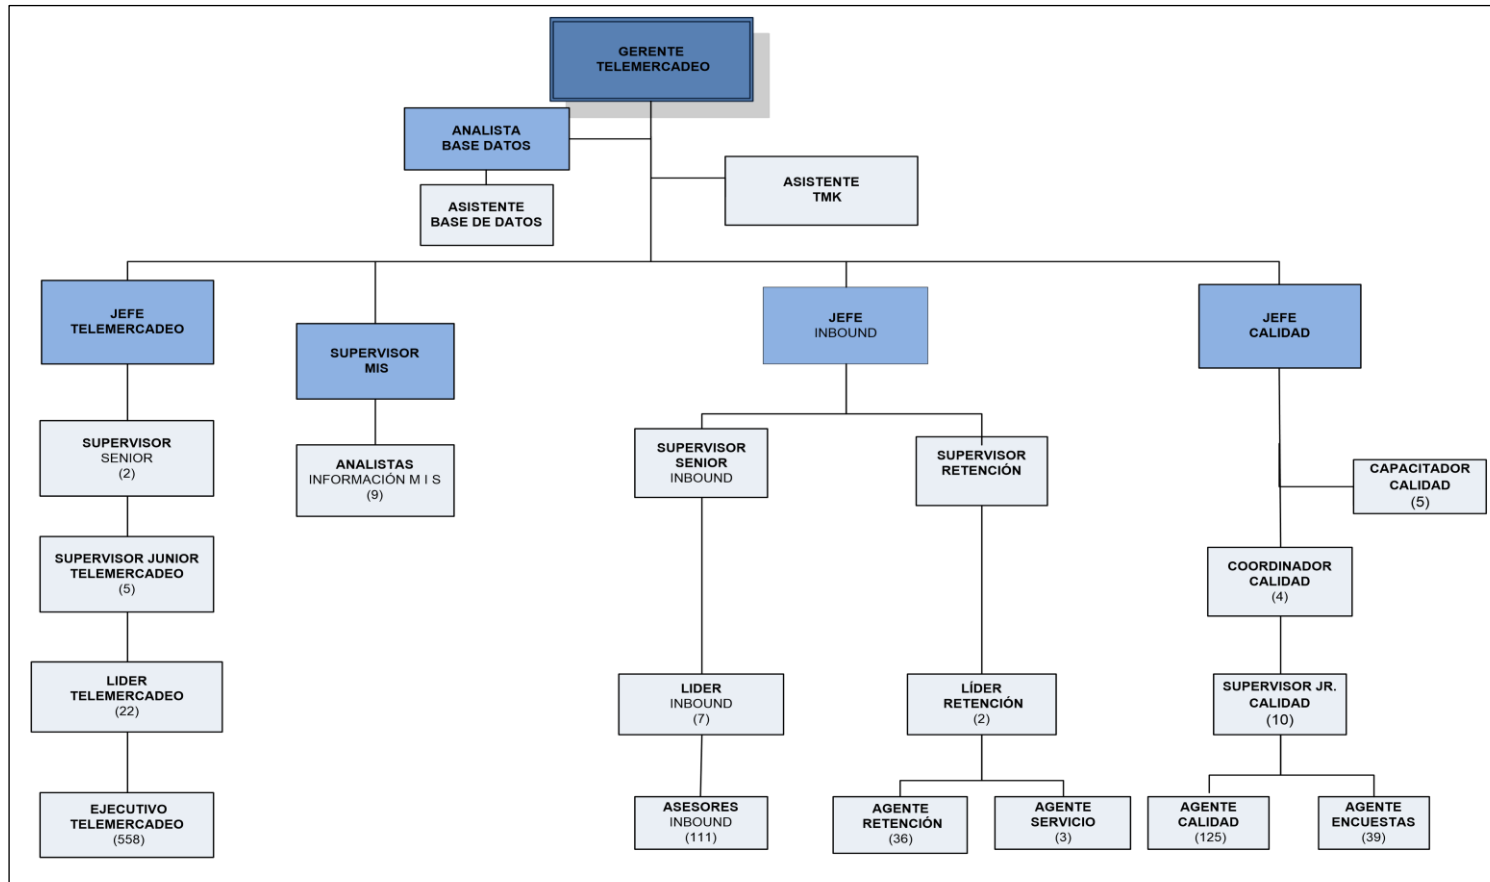 GERENTE
TELEMERCADEO
ANALISTA
BASE DATOS
ASISTENTE
TMK
ASISTENTE
BASE DE DATOS
JEFE
TELEMERCADEO
SUPERVISOR
MIS
JEFE
INBOUND
JEFE
CALIDAD
SUPERVISOR
SENIOR
(2)
ANALISTAS
INFORMACIÓN M I S
(9)
SUPERVISOR
SENIOR
INBOUND
SUPERVISOR
RETENCIÓN
CAPACITADOR
CALIDAD
(5)
SUPERVISOR JUNIOR
TELEMERCADEO
(5)
COORDINADOR
CALIDAD
(4)
LIDER
TELEMERCADEO
(22)
LIDER
INBOUND
(7)
LÍDER
RETENCIÓN
(2)
SUPERVISOR JR.
CALIDAD
(10)
EJECUTIVO
TELEMERCADEO
(558)
ASESORES
INBOUND
(111)
AGENTE
RETENCIÓN
(36)
AGENTE
SERVICIO
(3)
AGENTE
CALIDAD
(125)
AGENTE
ENCUESTAS
(39)